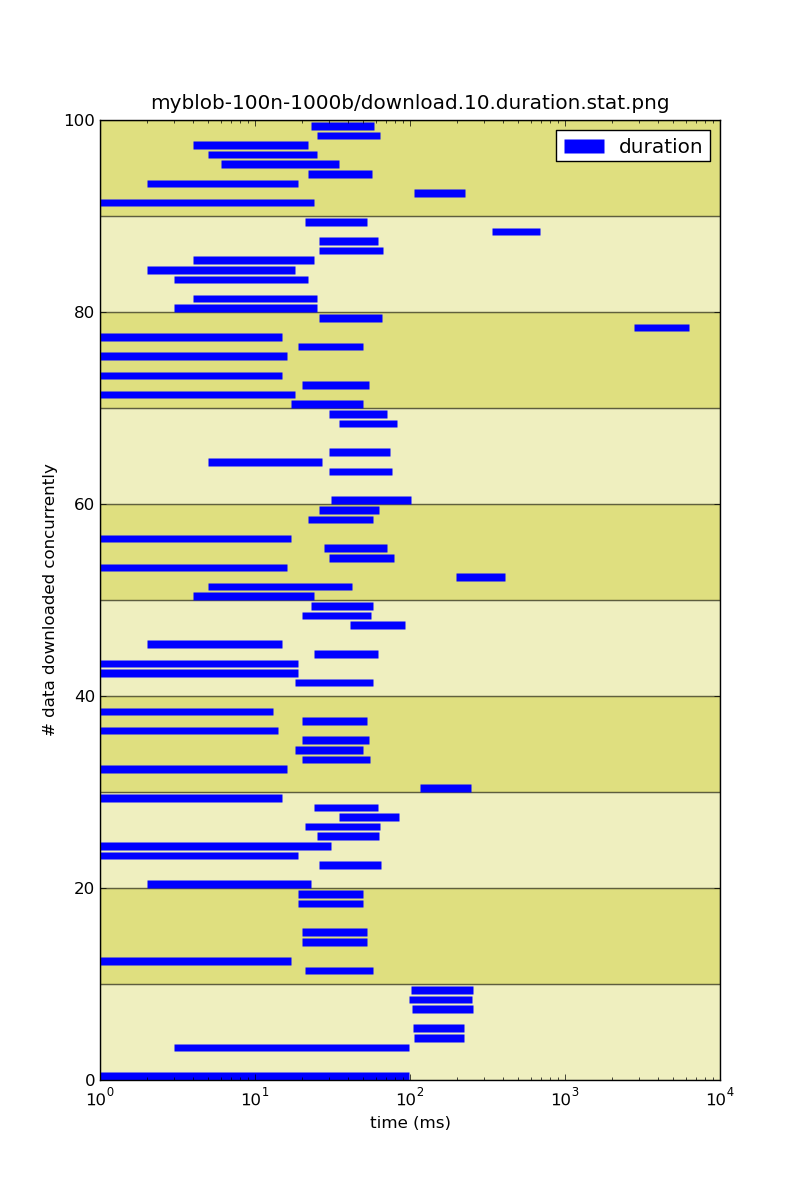 myblob-100n-1000b/download.10.duration.stat.png
duration
100
80
60
40
20
0
# data downloaded concurrently
10^0 10^1 10^2 10^3 10^4
time (ms)